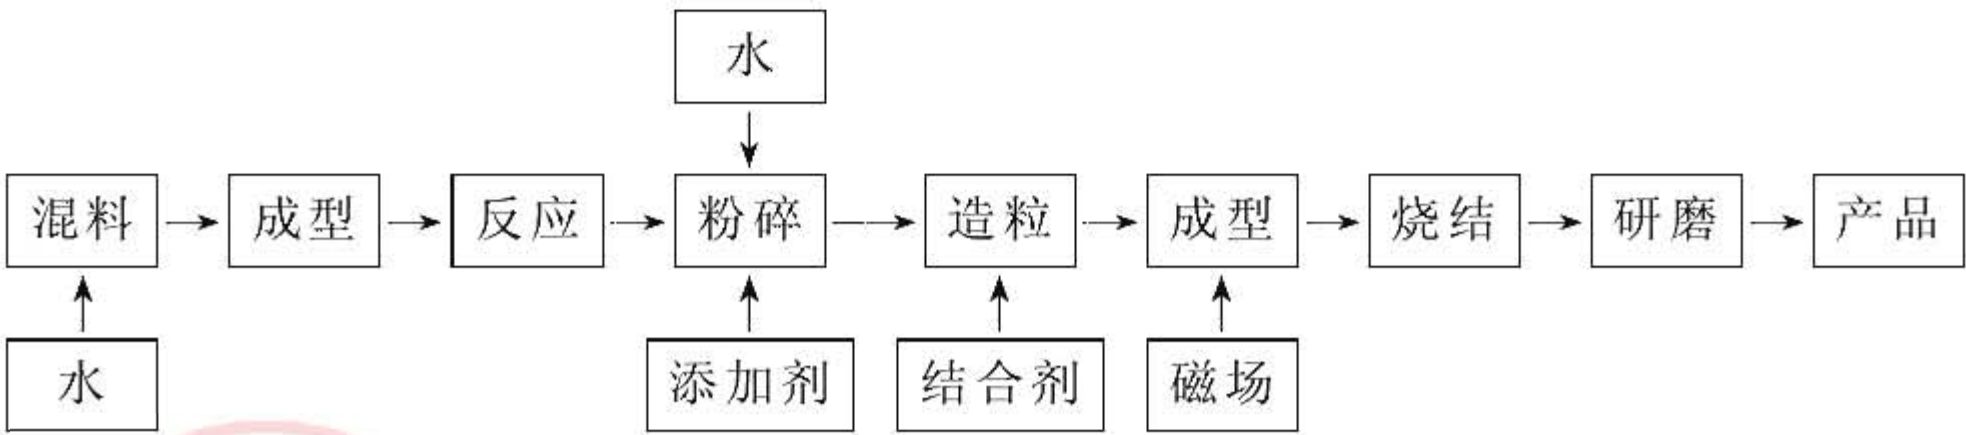 水
混料
成型
反应
粉碎
造粒
成型
烧结
研磨
产品
水
添加剂
结合剂
磁场